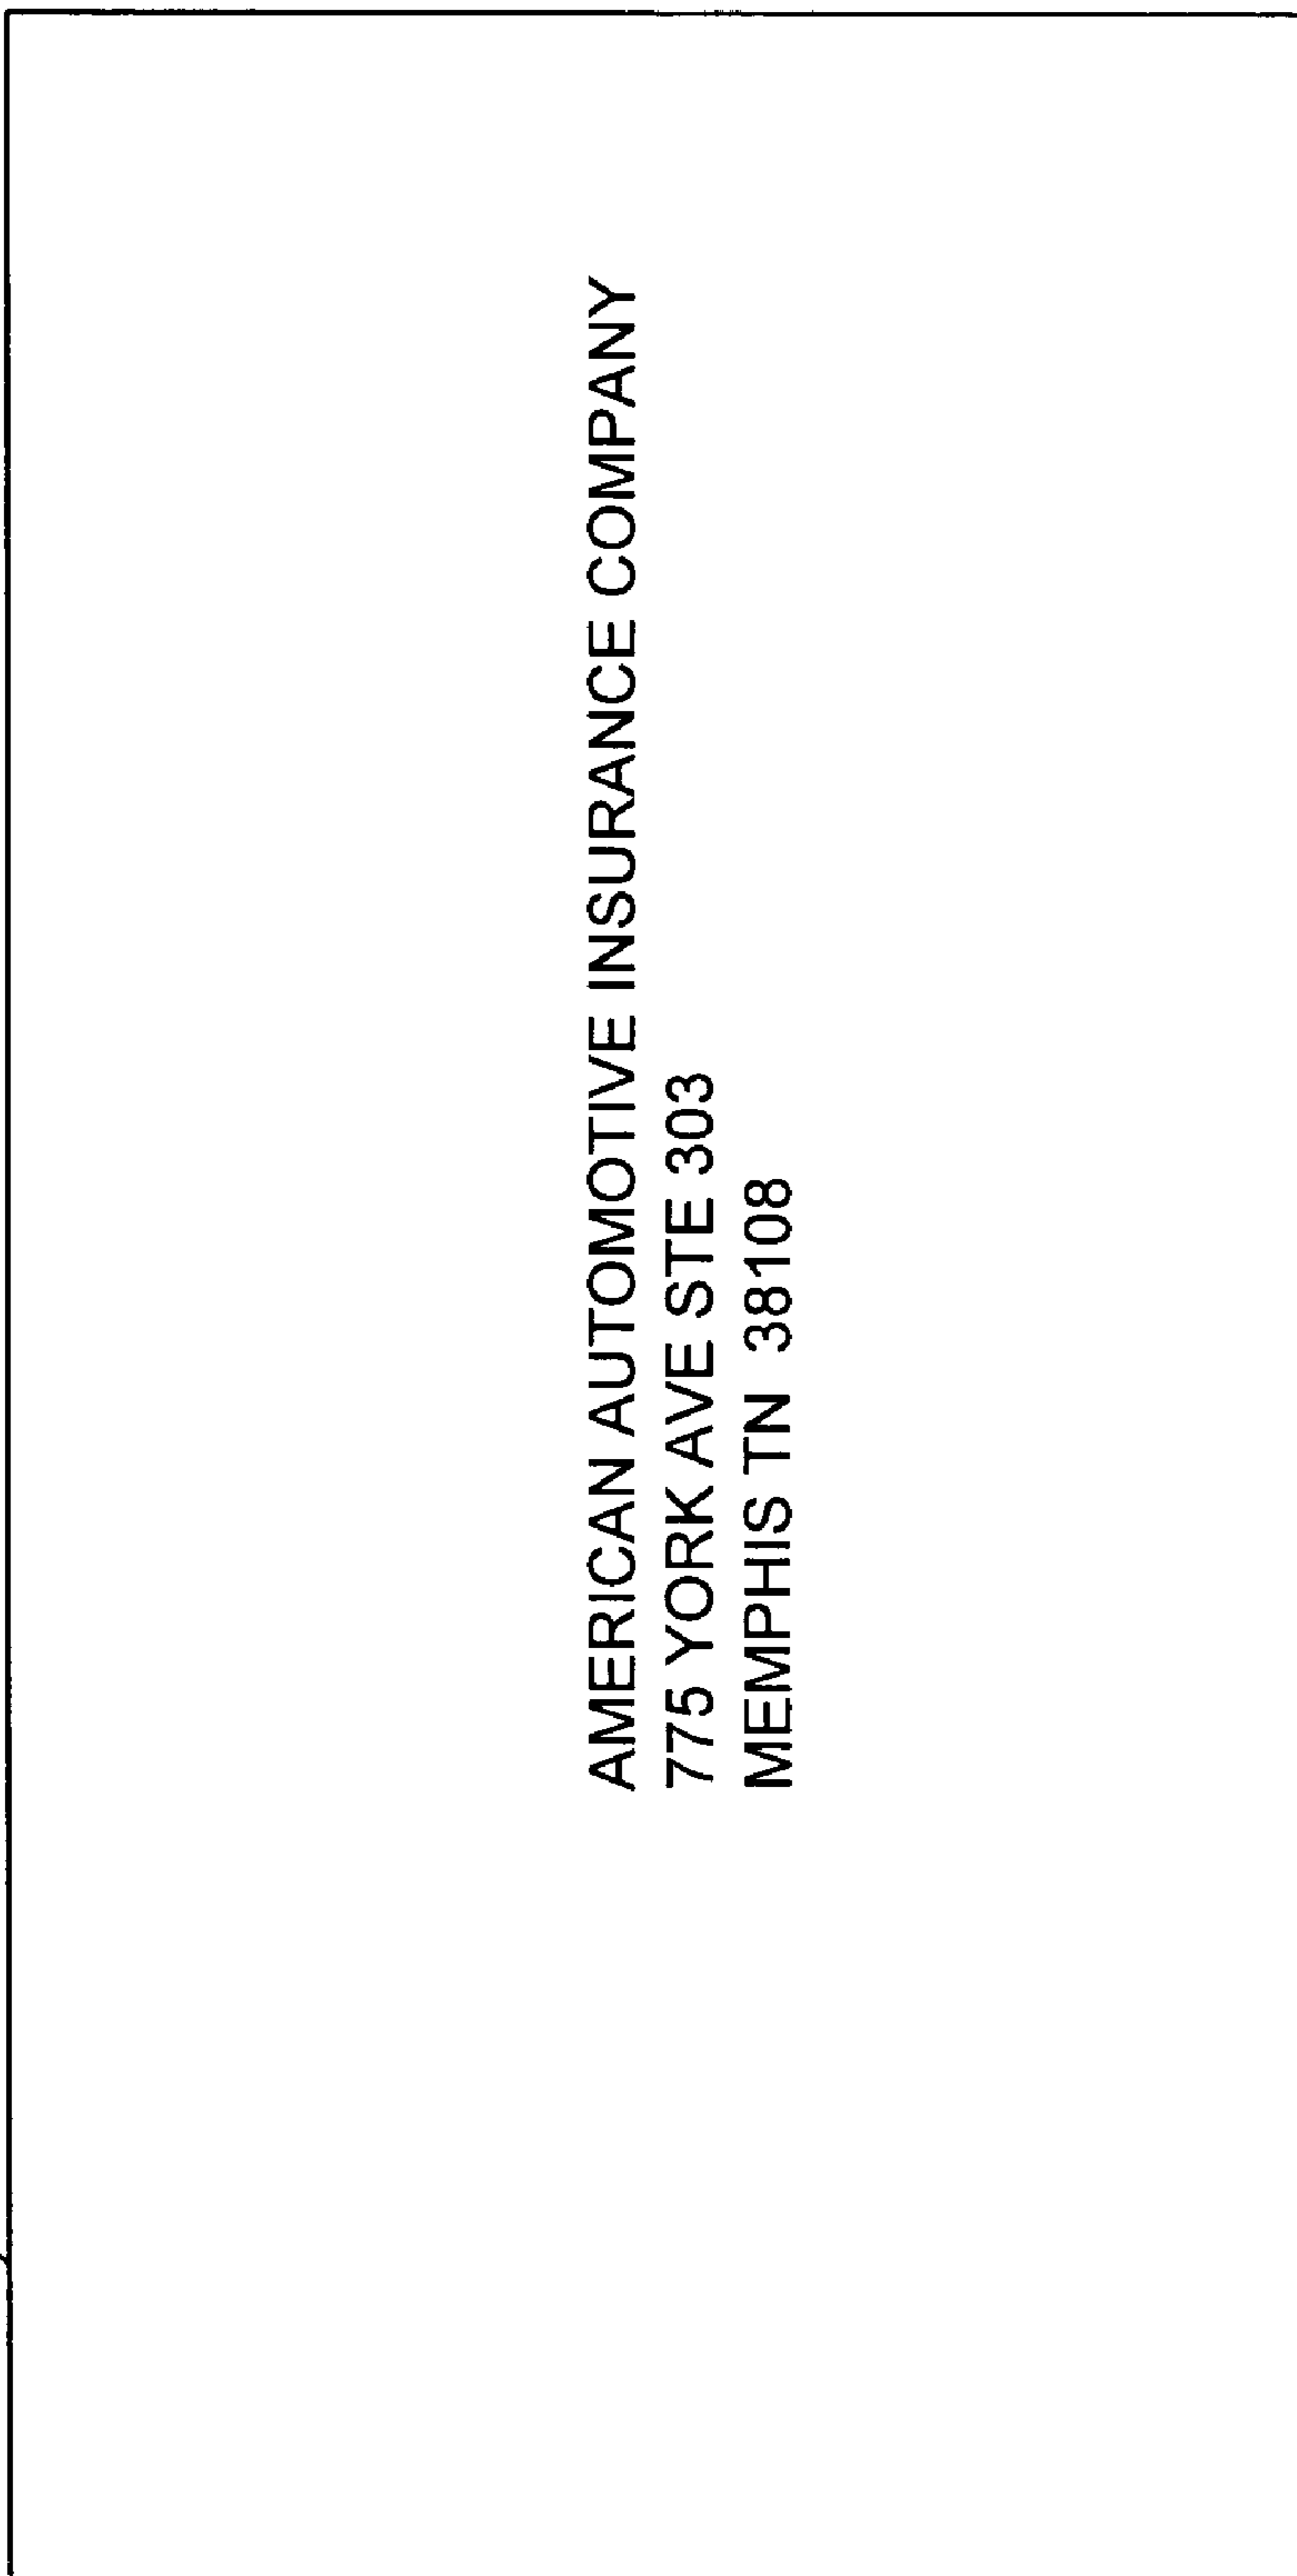 AMERICAN AUTOMOTIVE INSURANCE COMPANY
775 YORK AVE STE 303
MEMPHIS TN  38108